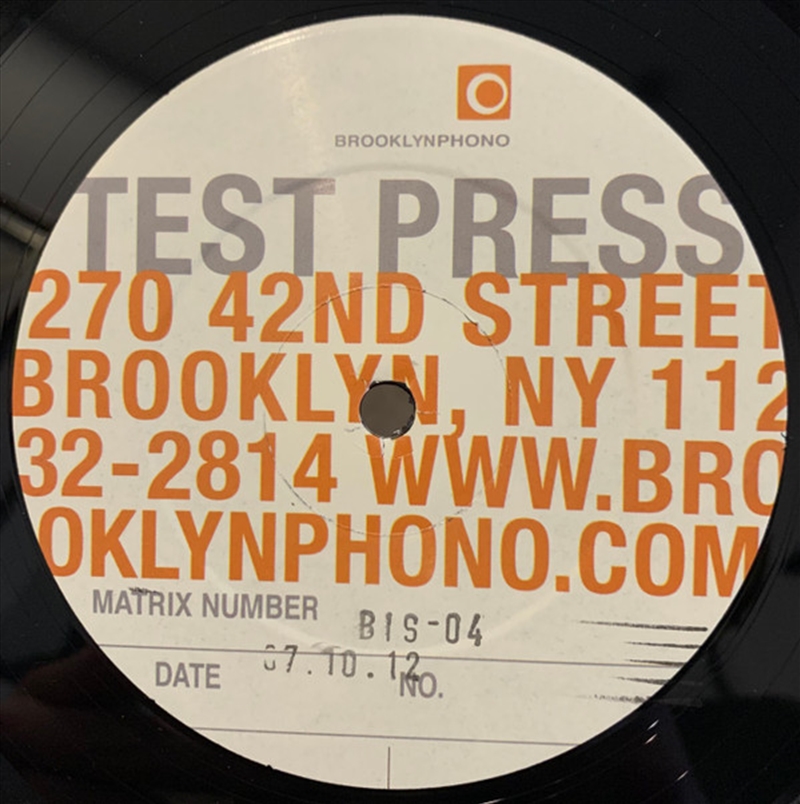 BROOKLYNPHONO
TEST PRESS
270 42ND STREET
BROOKLYN, NY 112
32-2814 WWW.BRO
OKLYNPHONO.COM
MATRIX NUMBER BIS-04
DATE 07.10.12 NO.